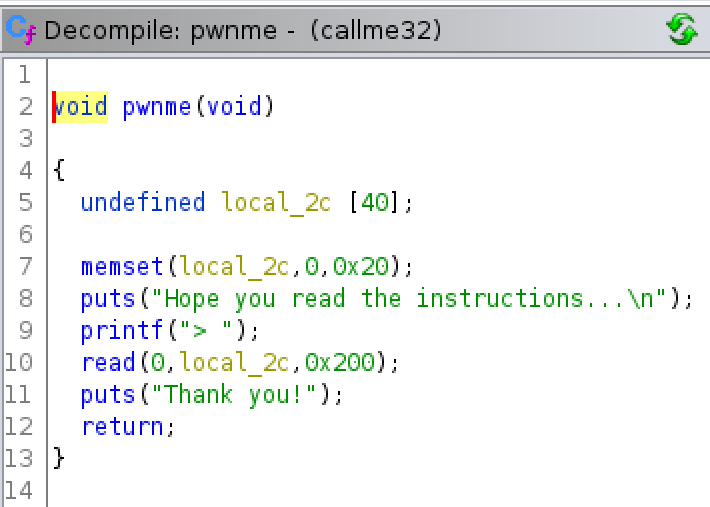 Decompile: pwnme - (callme32)
1
2 void pwnme(void)
3
4 {
5 undefined local_2c [40];
6
7 memset(local_2c,0,0x20);
8 puts("Hope you read the instructions...\n");
9 printf("> ");
10 read(0,local_2c,0x200);
11 puts("Thank you!");
12 return;
13 }
14